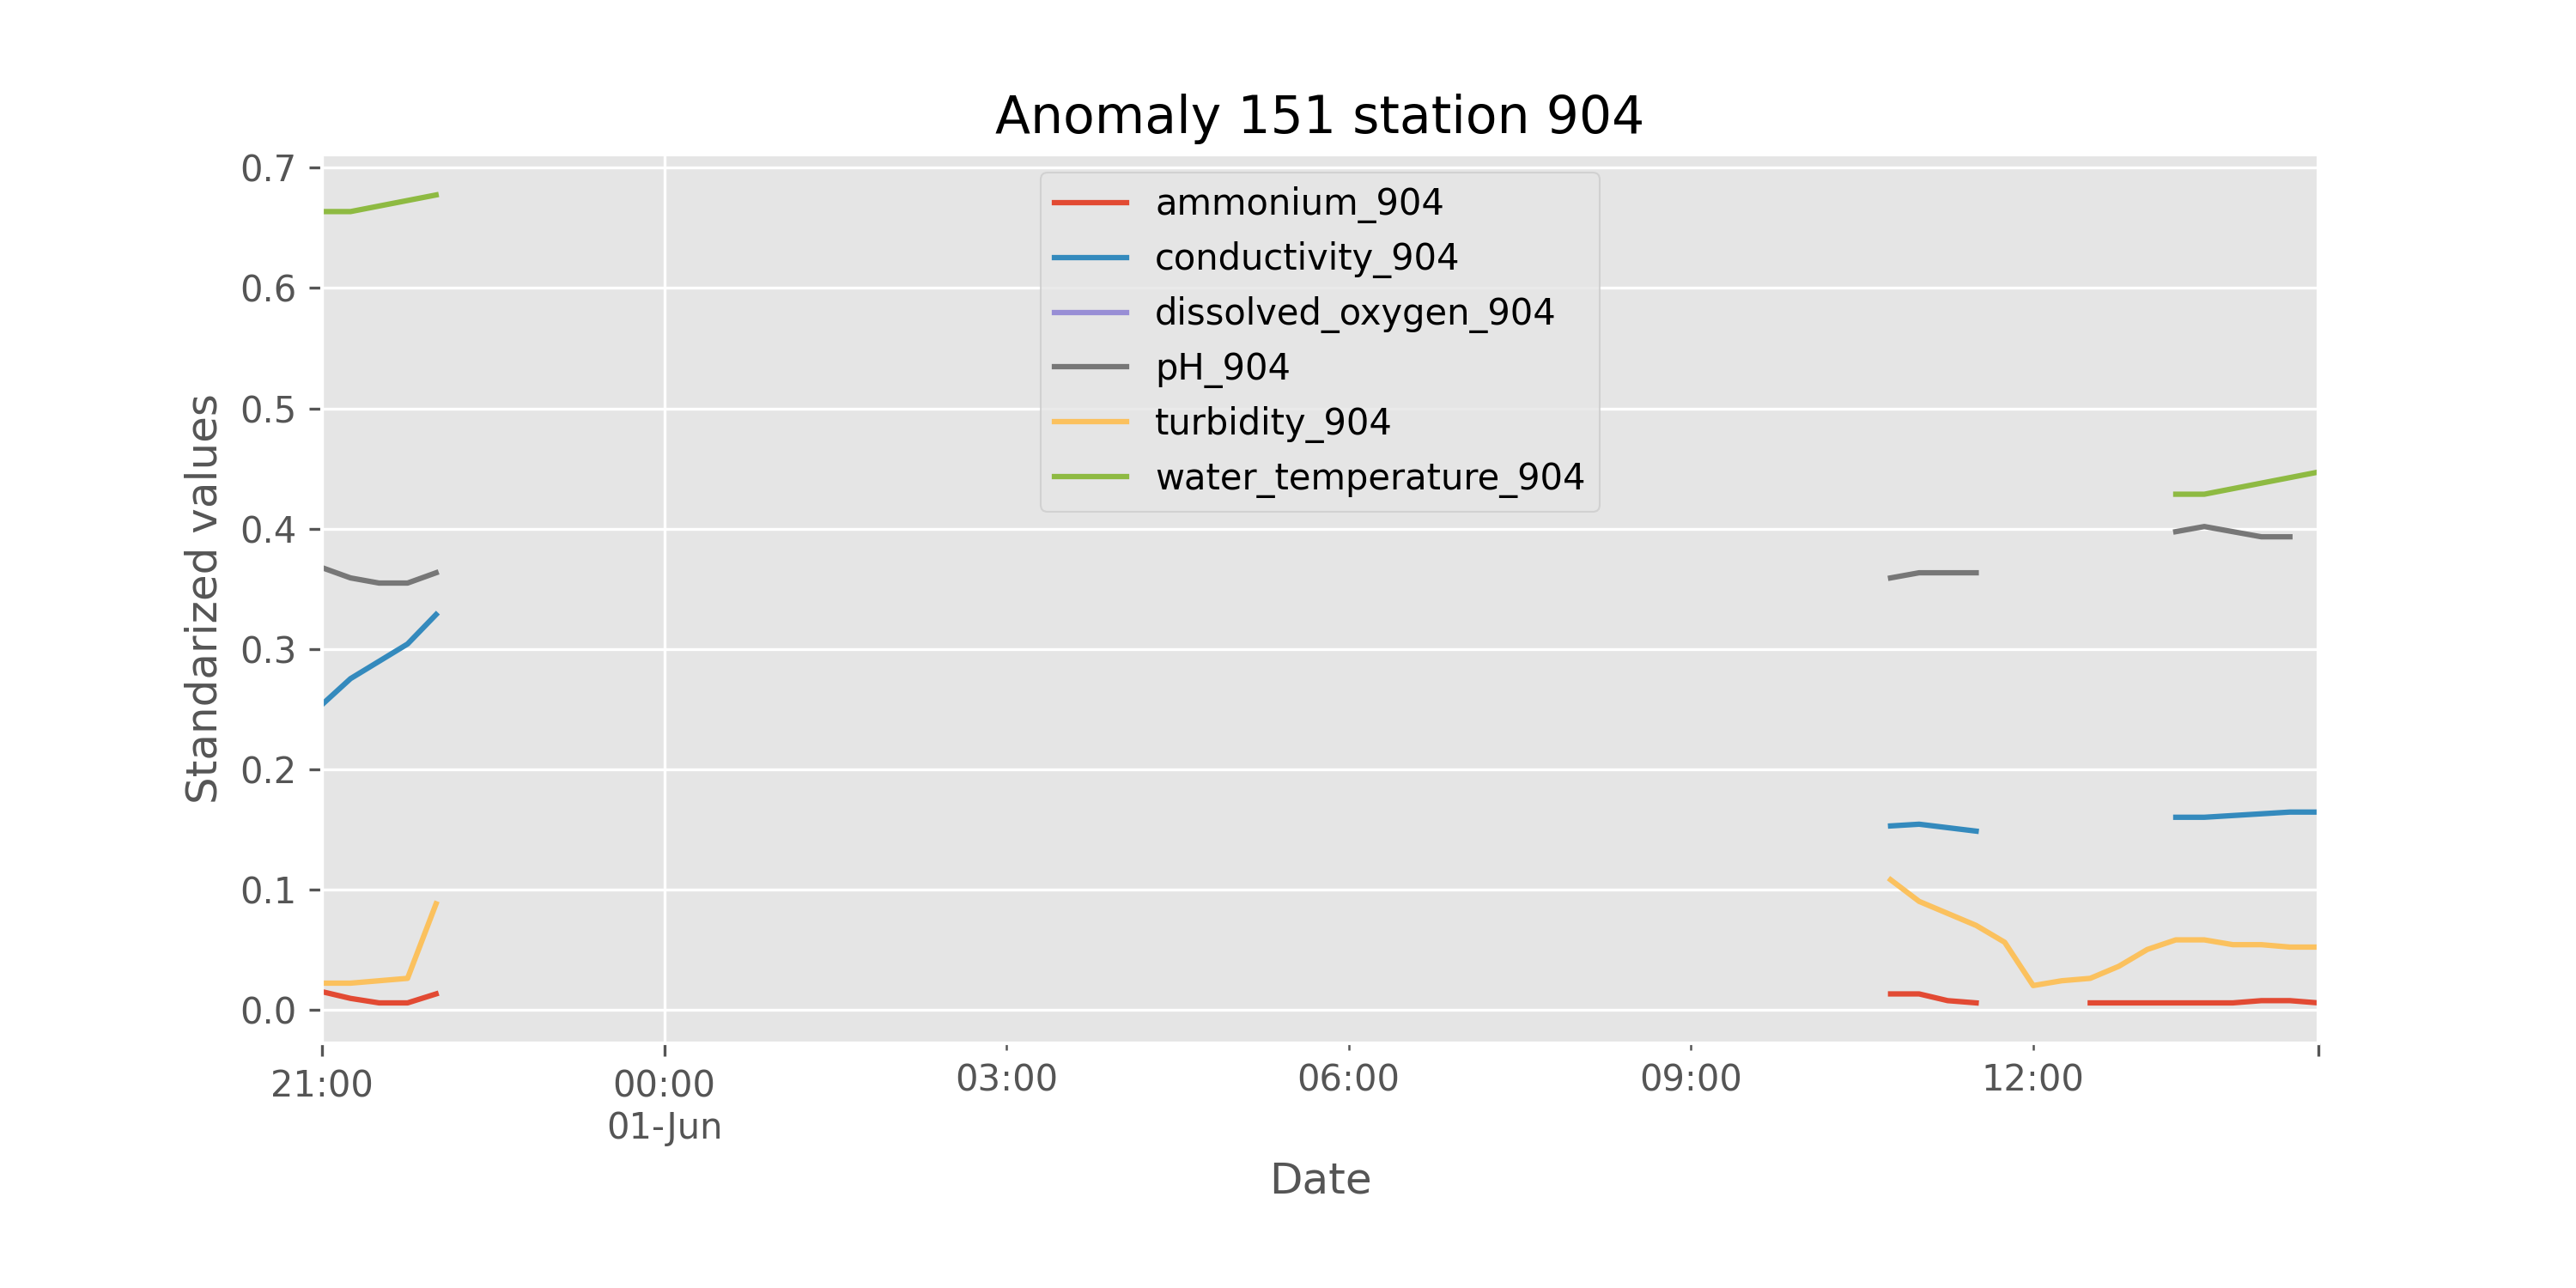 Anomaly 151 station 904
0.7
0.6
0.5
0.4
0.3
0.2
0.1
0.0
Standarized values
ammonium_904
conductivity_904
dissolved_oxygen_904
pH_904
turbidity_904
water_temperature_904
21:00
00:00
01-Jun
03:00
06:00
09:00
12:00
Date